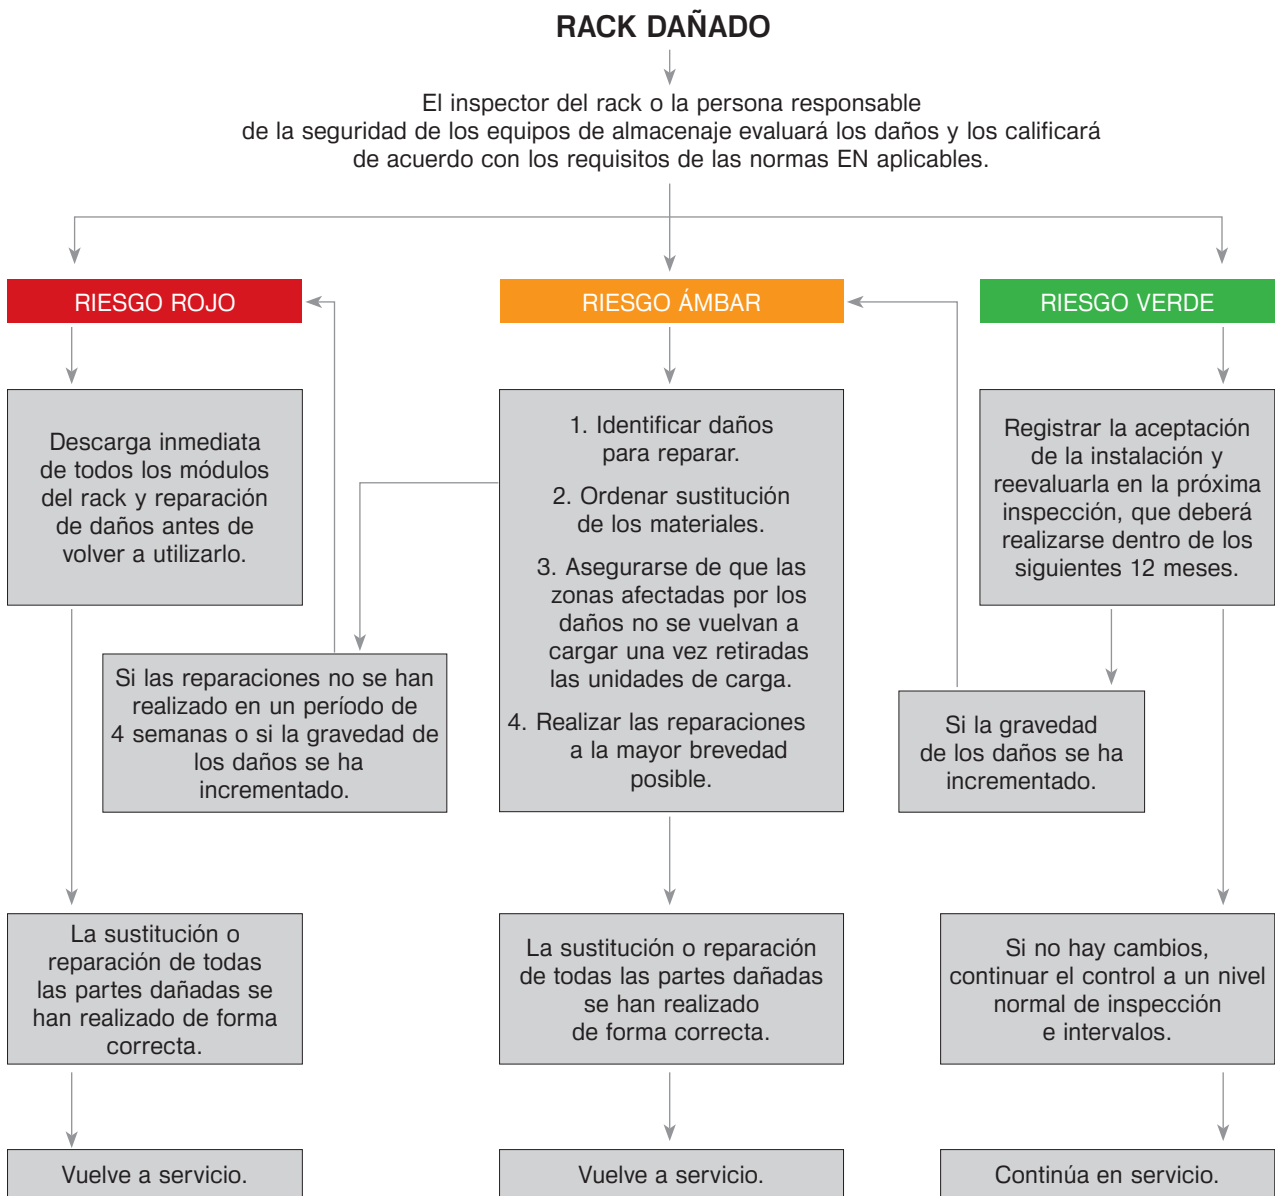 RACK DAÑADO
El inspector del rack o la persona responsable
de la seguridad de los equipos de almacenaje evaluará los daños y los calificará
de acuerdo con los requisitos de las normas EN aplicables.
RIESGO ROJO
RIESGO ÁMBAR
RIESGO VERDE
Descarga inmediata
de todos los módulos
del rack y reparación
de daños antes de
volver a utilizarlo.
1. Identificar daños
para reparar.
2. Ordenar sustitución
de los materiales.
3. Asegurarse de que las
zonas afectadas por los
daños no se vuelvan a
cargar una vez retiradas
las unidades de carga.
4. Realizar las reparaciones
a la mayor brevedad
posible.
Registrar la aceptación
de la instalación y
reevaluarla en la próxima
inspección, que deberá
realizarse dentro de los
siguientes 12 meses.
Si las reparaciones no se han
realizado en un período de
4 semanas o si la gravedad de
los daños se ha
incrementado.
Si la gravedad
de los daños se ha
incrementado.
La sustitución o
reparación de todas
las partes dañadas se
han realizado de forma
correcta.
La sustitución o reparación
de todas las partes dañadas
se han realizado
de forma correcta.
Si no hay cambios,
continuar el control a un nivel
normal de inspección
e intervalos.
Vuelve a servicio.
Vuelve a servicio.
Continúa en servicio.